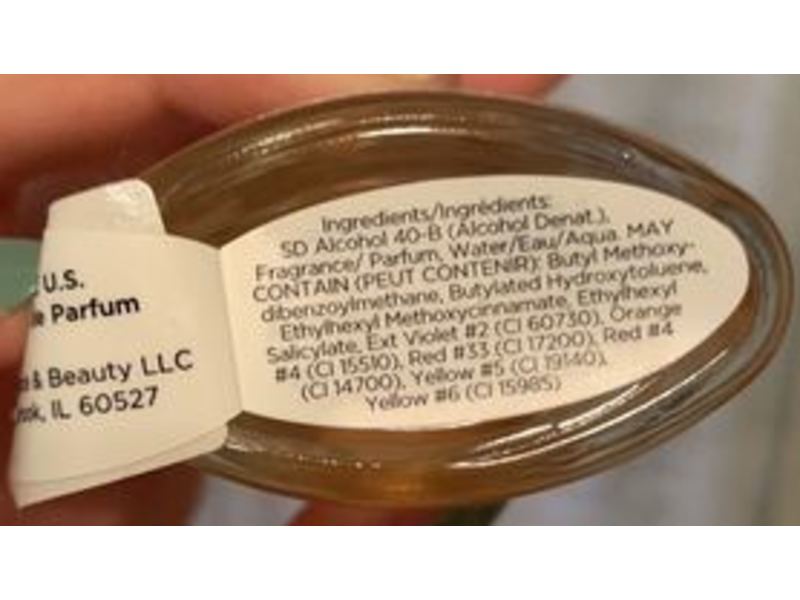 U.S.
Parfum
& Beauty LLC
IL 60527
Ingredients/Ingrédients:
SD Alcohol 40-B (Alcohol Denat.),
Fragrance/ Parfum, Water/Eau/Aqua. MAY
CONTAIN (PEUT CONTENIR): Butyl Methoxy-
dibenzoylmethane, Butylated Hydroxytoluene,
Ethylhexyl Methoxycinnamate, Ethylhexyl
Salicylate, Ext Violet #2 (CI 60730), Orange
#4 (CI 15510), Red #33 (CI 17200), Red #4
(CI 14700), Yellow #5 (CI 19140),
Yellow #6 (CI 15985)